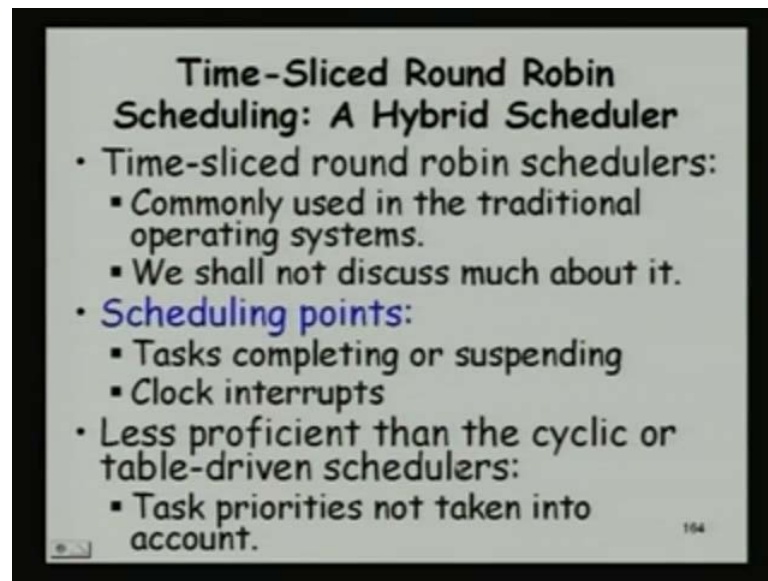 Time-Sliced Round Robin
Scheduling: A Hybrid Scheduler
• Time-sliced round robin schedulers:
▪ Commonly used in the traditional
operating systems.
▪ We shall not discuss much about it.
• Scheduling points:
▪ Tasks completing or suspending
▪ Clock interrupts
• Less proficient than the cyclic or
table-driven schedulers:
▪ Task priorities not taken into
account.
164